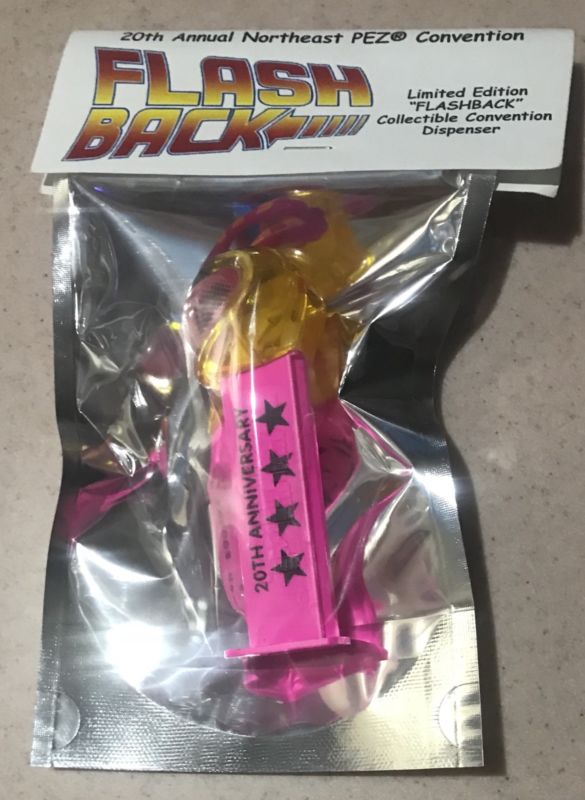 20th Annual Northeast PEZ® Convention
FLASH
BACK
Limited Edition
"FLASHBACK"
Collectible Convention
Dispenser
20TH ANNIVERSARY